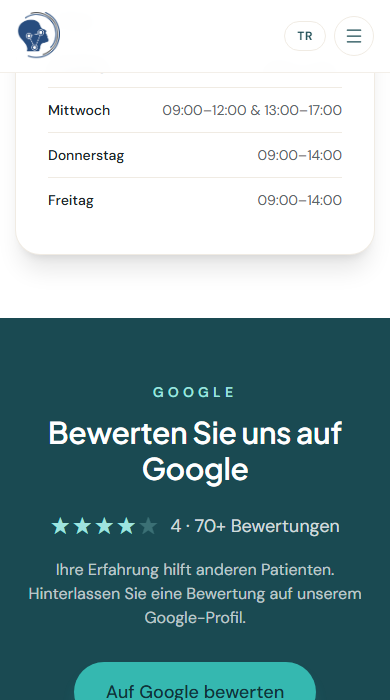 TR
Mittwoch 09:00–12:00 & 13:00–17:00
Donnerstag 09:00–14:00
Freitag 09:00–14:00
GOOGLE
Bewerten Sie uns auf
Google
4 · 70+ Bewertungen
Ihre Erfahrung hilft anderen Patienten.
Hinterlassen Sie eine Bewertung auf unserem
Google-Profil.
Auf Google bewerten